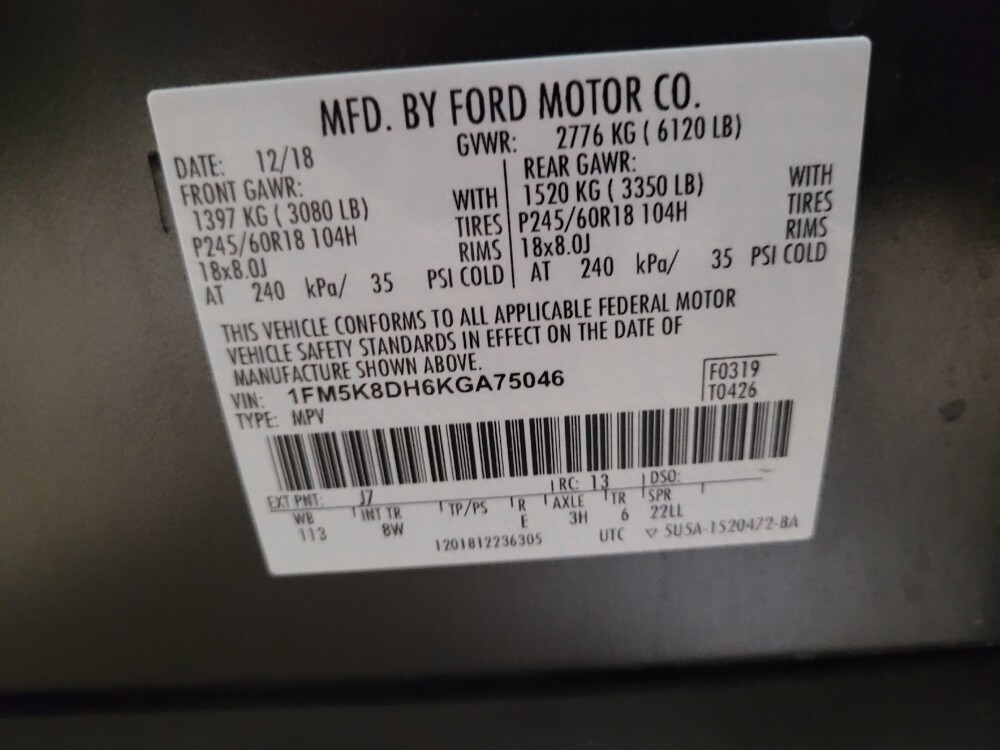 MFD. BY FORD MOTOR CO.
DATE: 12/18 GVWR: 2776 KG ( 6120 LB)
FRONT GAWR: REAR GAWR:
1397 KG ( 3080 LB) WITH 1520 KG ( 3350 LB) WITH
P245/60R18 104H TIRES P245/60R18 104H TIRES
18x8.0J RIMS 18x8.0J RIMS
AT 240 kPa/ 35 PSI COLD AT 240 kPa/ 35 PSI COLD
THIS VEHICLE CONFORMS TO ALL APPLICABLE FEDERAL MOTOR
VEHICLE SAFETY STANDARDS IN EFFECT ON THE DATE OF
MANUFACTURE SHOWN ABOVE.
VIN: 1FM5K8DH6KGA75046 F0319
TYPE: MPV T0426
EXT PNT: J7 RC: 13 DSO:
WB INT TR TP/PS R AXLE TR SPR
113 8W E 3H 6 22LL
1201812236305 UTC ▽ 5U5A-1520472-BA